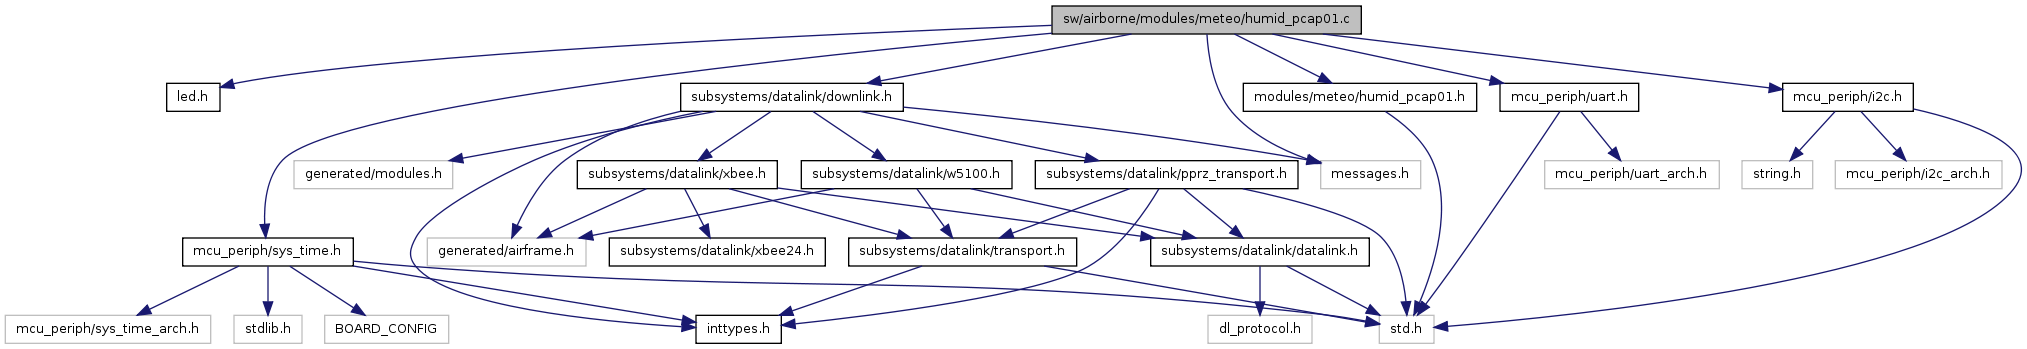 sw/airborne/modules/meteo/humid_pcap01.c
led.h
subsystems/datalink/downlink.h
modules/meteo/humid_pcap01.h
mcu_periph/uart.h
mcu_periph/i2c.h
generated/modules.h
subsystems/datalink/xbee.h
subsystems/datalink/w5100.h
subsystems/datalink/pprz_transport.h
messages.h
mcu_periph/uart_arch.h
string.h
mcu_periph/i2c_arch.h
mcu_periph/sys_time.h
generated/airframe.h
subsystems/datalink/xbee24.h
subsystems/datalink/transport.h
subsystems/datalink/datalink.h
mcu_periph/sys_time_arch.h
stdlib.h
BOARD_CONFIG
inttypes.h
dl_protocol.h
std.h